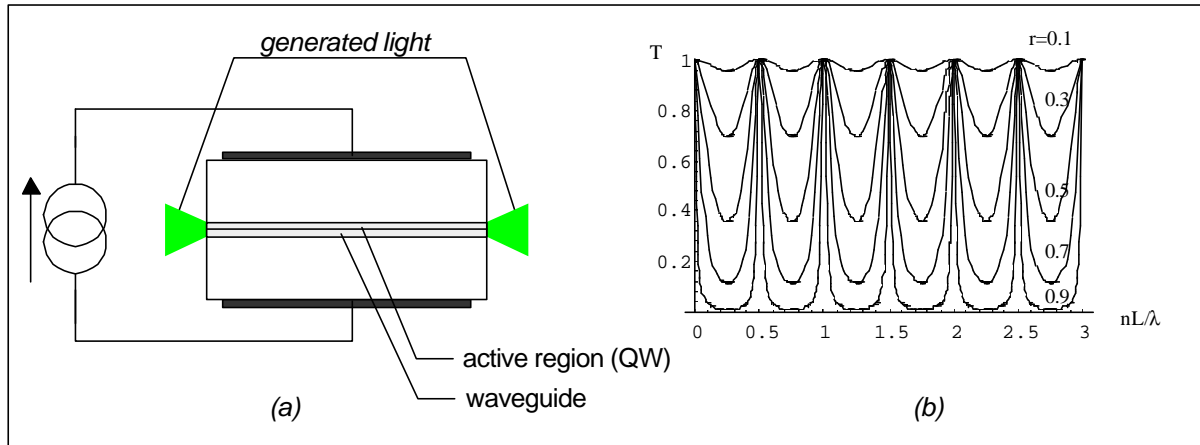 generated light
active region (QW)
waveguide
(a)
T
r=0.1
1
0.3
0.8
0.6
0.5
0.4
0.7
0.2
0.9
nL/λ
0 0.5 1 1.5 2 2.5 3
(b)